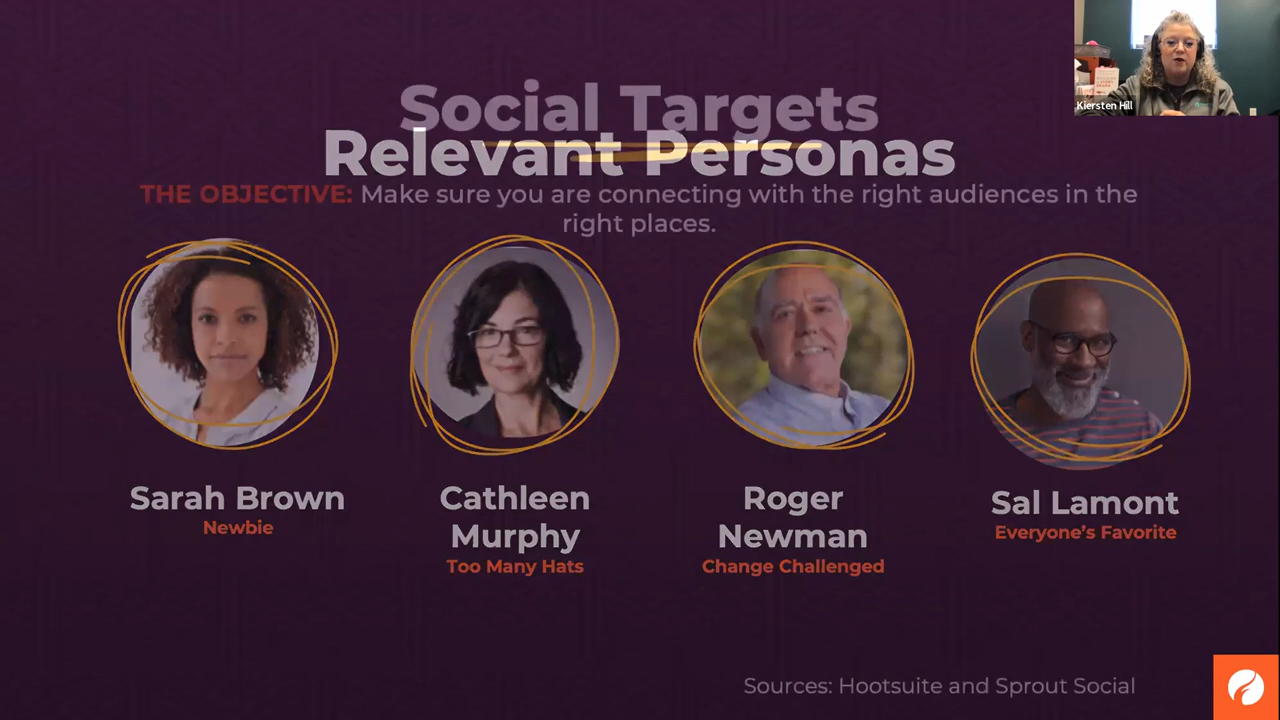 Kiersten Hill
Social Targets
Relevant Personas
THE OBJECTIVE: Make sure you are connecting with the right audiences in the
right places.
Sarah Brown
Newbie
Cathleen
Murphy
Too Many Hats
Roger
Newman
Change Challenged
Sal Lamont
Everyone's Favorite
Sources: Hootsuite and Sprout Social